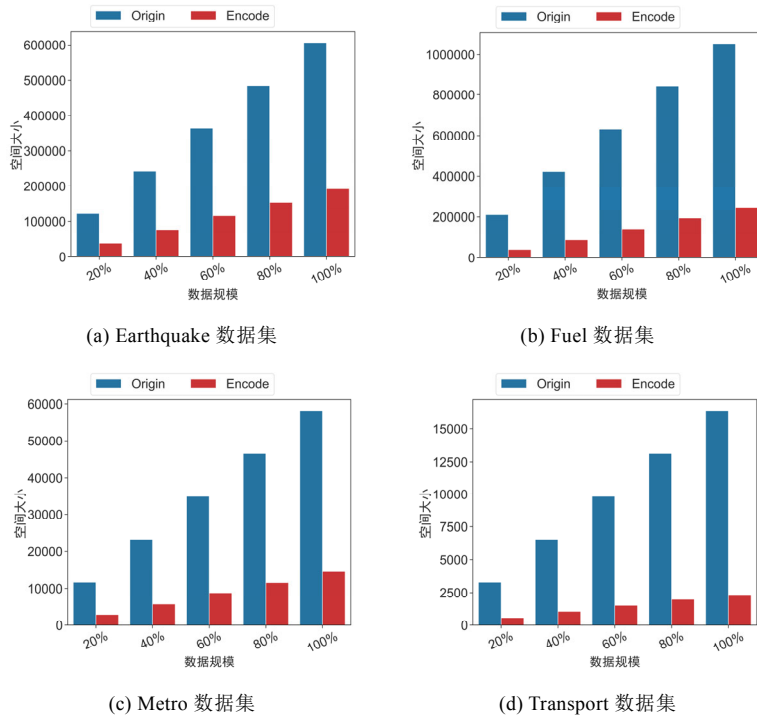 Origin Encode
600000
500000
400000
300000
200000
100000
0
空间大小
20% 40% 60% 80% 100%
数据规模
(a) Earthquake 数据集
Origin Encode
1000000
800000
600000
400000
200000
0
空间大小
20% 40% 60% 80% 100%
数据规模
(b) Fuel 数据集
Origin Encode
60000
50000
40000
30000
20000
10000
0
空间大小
20% 40% 60% 80% 100%
数据规模
(c) Metro 数据集
Origin Encode
15000
12500
10000
7500
5000
2500
0
空间大小
20% 40% 60% 80% 100%
数据规模
(d) Transport 数据集